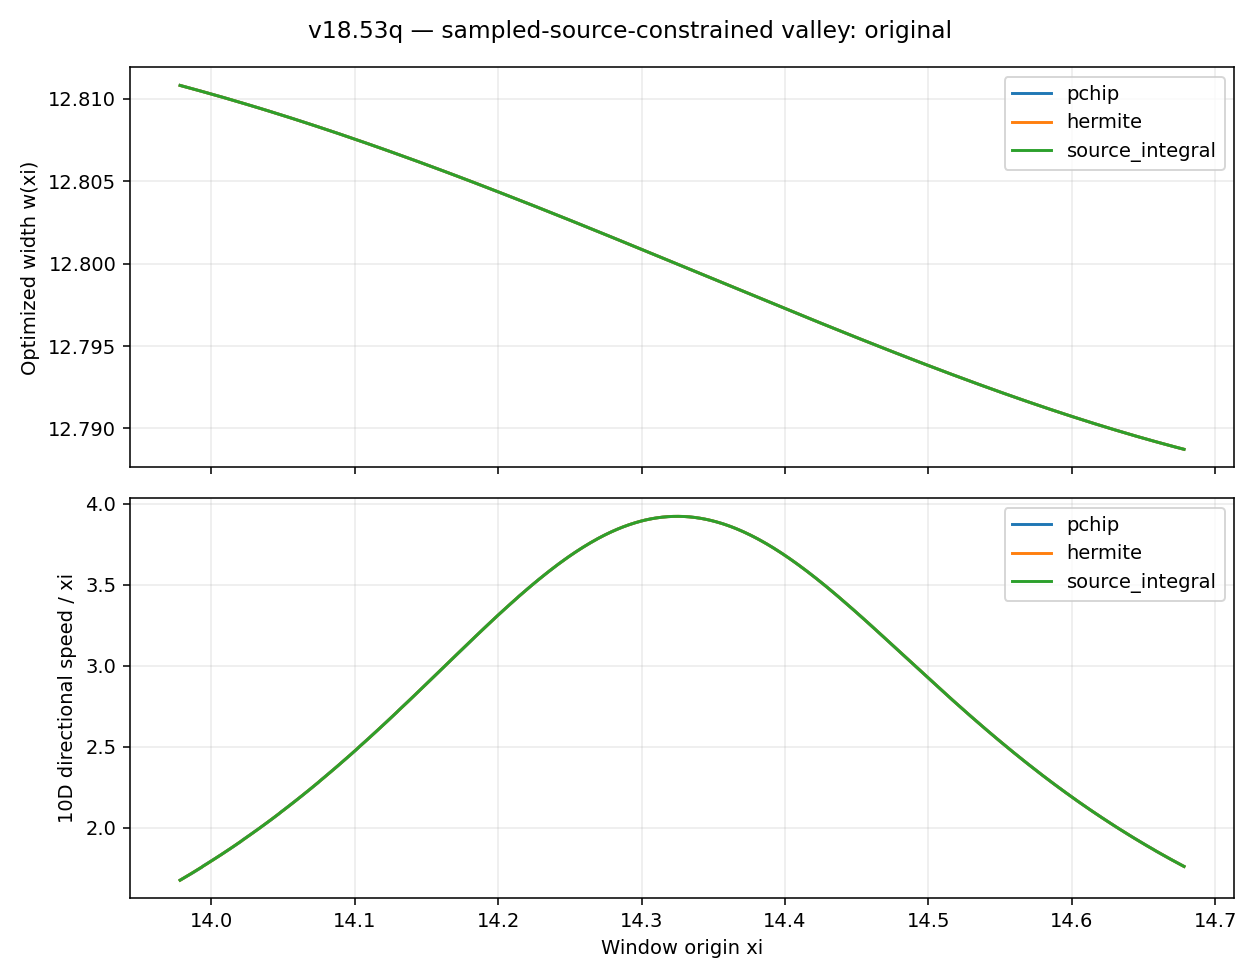 v18.53q — sampled-source-constrained valley: original
Optimized width w(xi)
12.810
12.805
12.800
12.795
12.790
pchip
hermite
source_integral
10D directional speed / xi
4.0
3.5
3.0
2.5
2.0
pchip
hermite
source_integral
14.0 14.1 14.2 14.3 14.4 14.5 14.6 14.7
Window origin xi